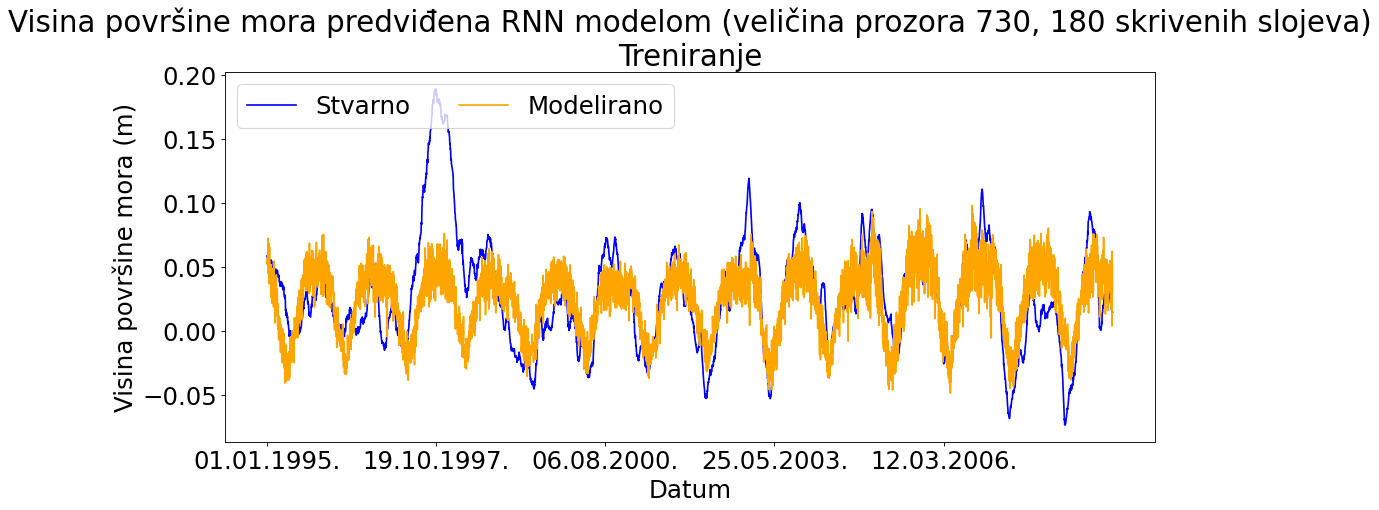 Visina površine mora predviđena RNN modelom (veličina prozora 730, 180 skrivenih slojeva)
Treniranje
Stvarno Modelirano
Visina površine mora (m)
0.20
0.15
0.10
0.05
0.00
−0.05
01.01.1995. 19.10.1997. 06.08.2000. 25.05.2003. 12.03.2006.
Datum